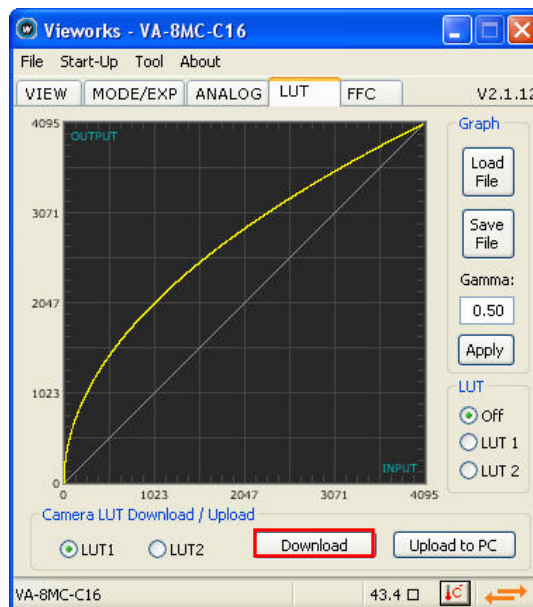 Vieworks - VA-8MC-C16
File Start-Up Tool About
VIEW MODE/EXP ANALOG LUT FFC V2.1.12
4095
OUTPUT
3071
2047
1023
0
INPUT
0 1023 2047 3071 4095
Graph
Load
File
Save
File
Gamma:
0.50
Apply
LUT
Off
LUT 1
LUT 2
Camera LUT Download / Upload
LUT1 LUT2 Download Upload to PC
VA-8MC-C16 43.4 □ °C